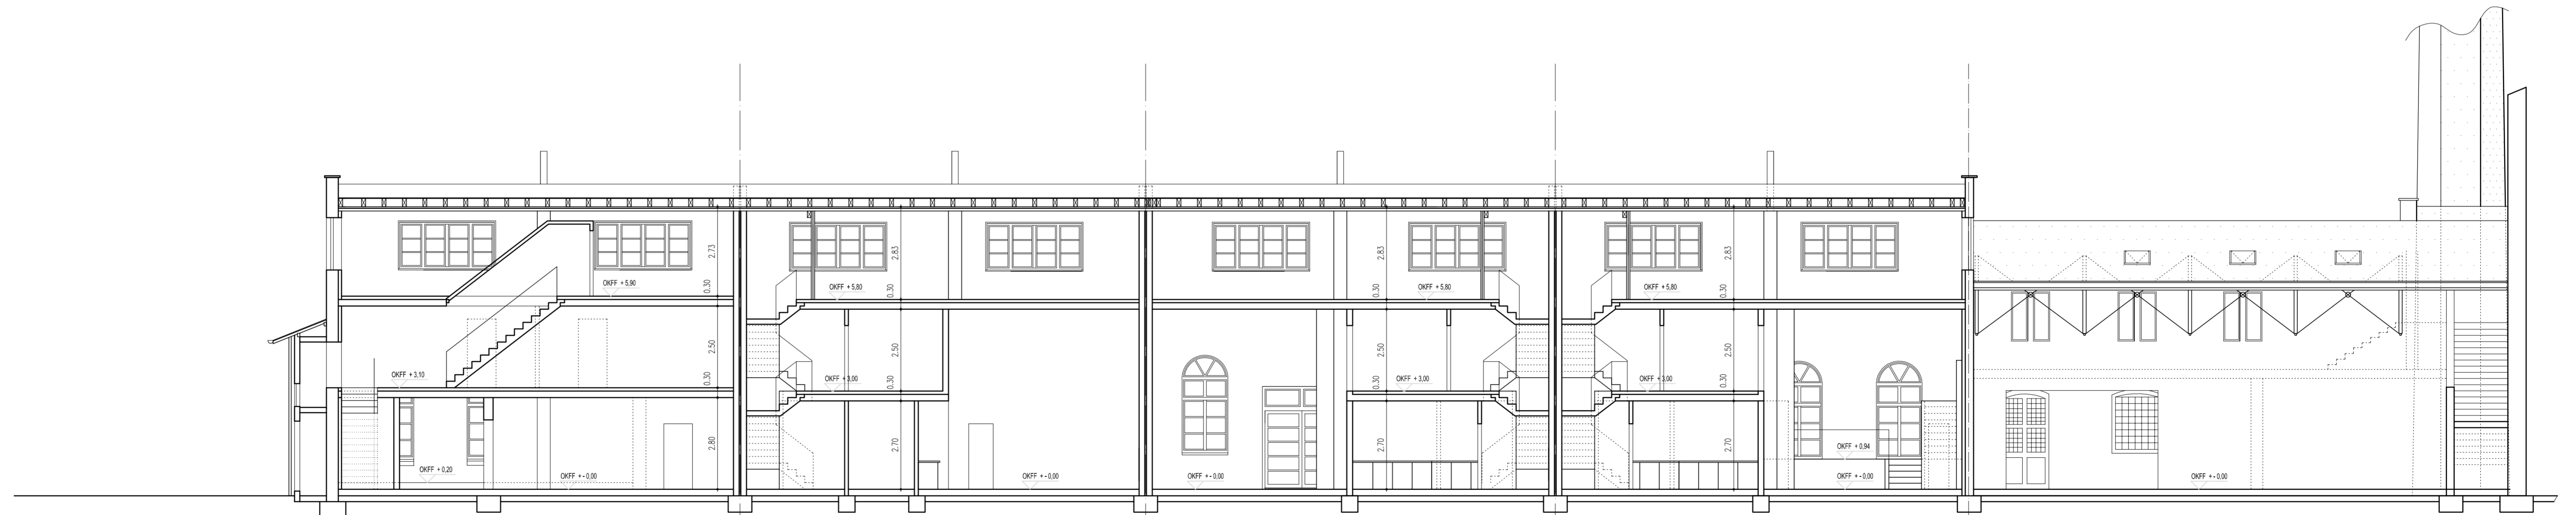 2.73
2.83
2.83
2.83
OKFF + 5,90
0.30
OKFF + 5,80
0.30
OKFF + 5,80
0.30
OKFF + 5,80
0.30
2.50
2.50
2.50
2.50
OKFF + 3,10
0.30
OKFF + 3,00
0.30
0.30
OKFF + 3,00
OKFF + 3,00
0.30
2.80
2.70
2.70
2.70
OKFF + 0,94
OKFF + 0,20
OKFF + - 0,00
OKFF + - 0,00
OKFF + - 0,00
OKFF + - 0,00
OKFF + - 0,00